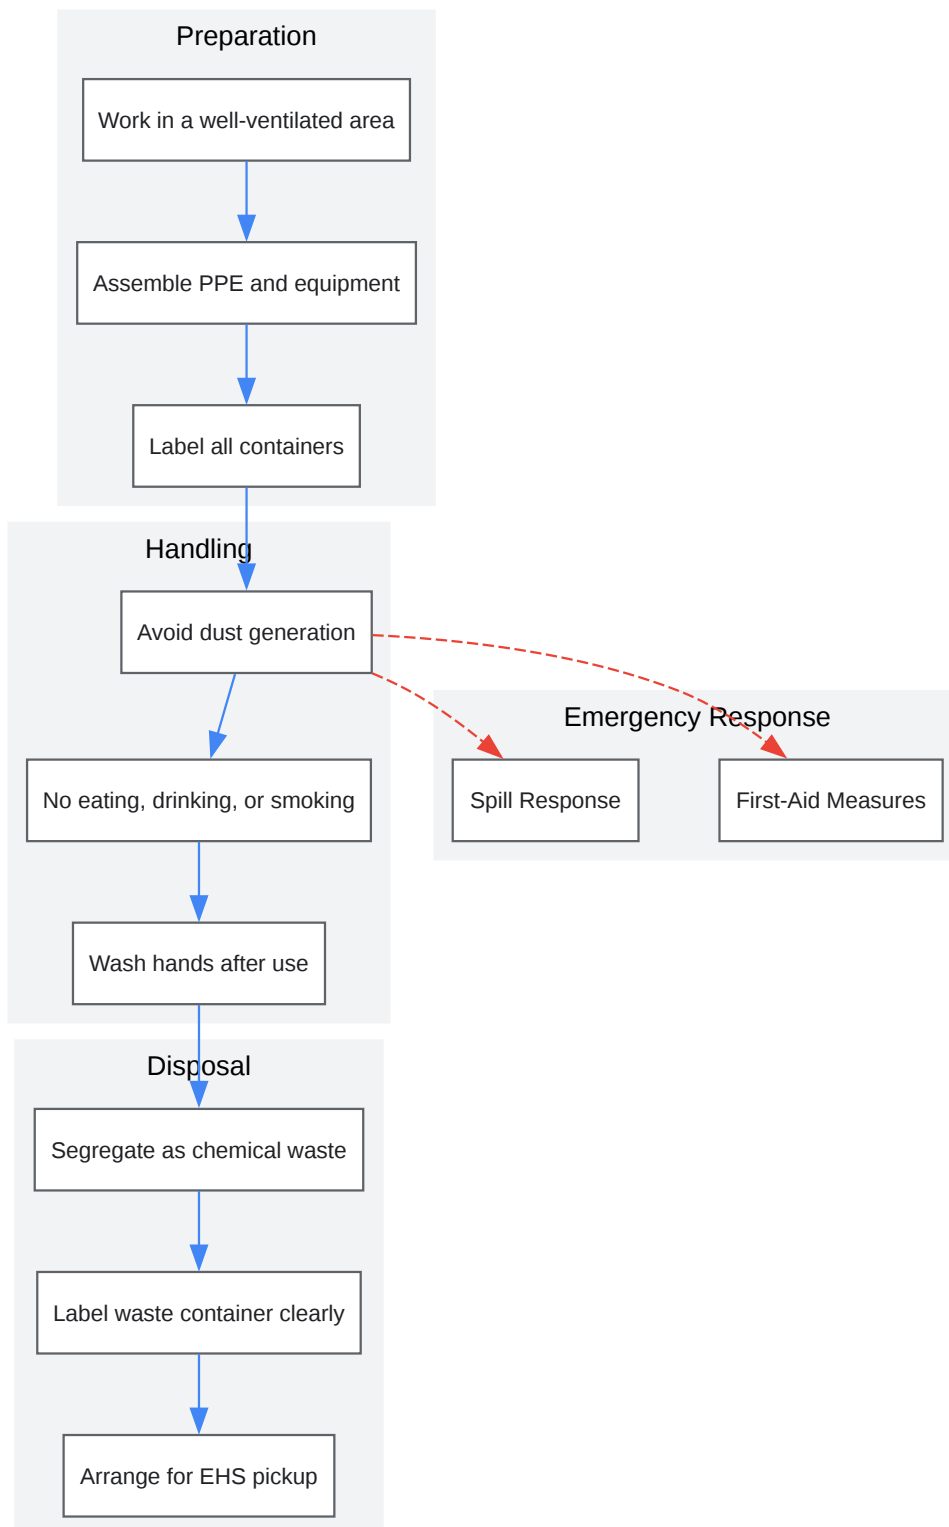 Preparation
Work in a well-ventilated area
Assemble PPE and equipment
Label all containers
Handling
Avoid dust generation
Emergency Response
No eating, drinking, or smoking
Spill Response
First-Aid Measures
Wash hands after use
Disposal
Segregate as chemical waste
Label waste container clearly
Arrange for EHS pickup